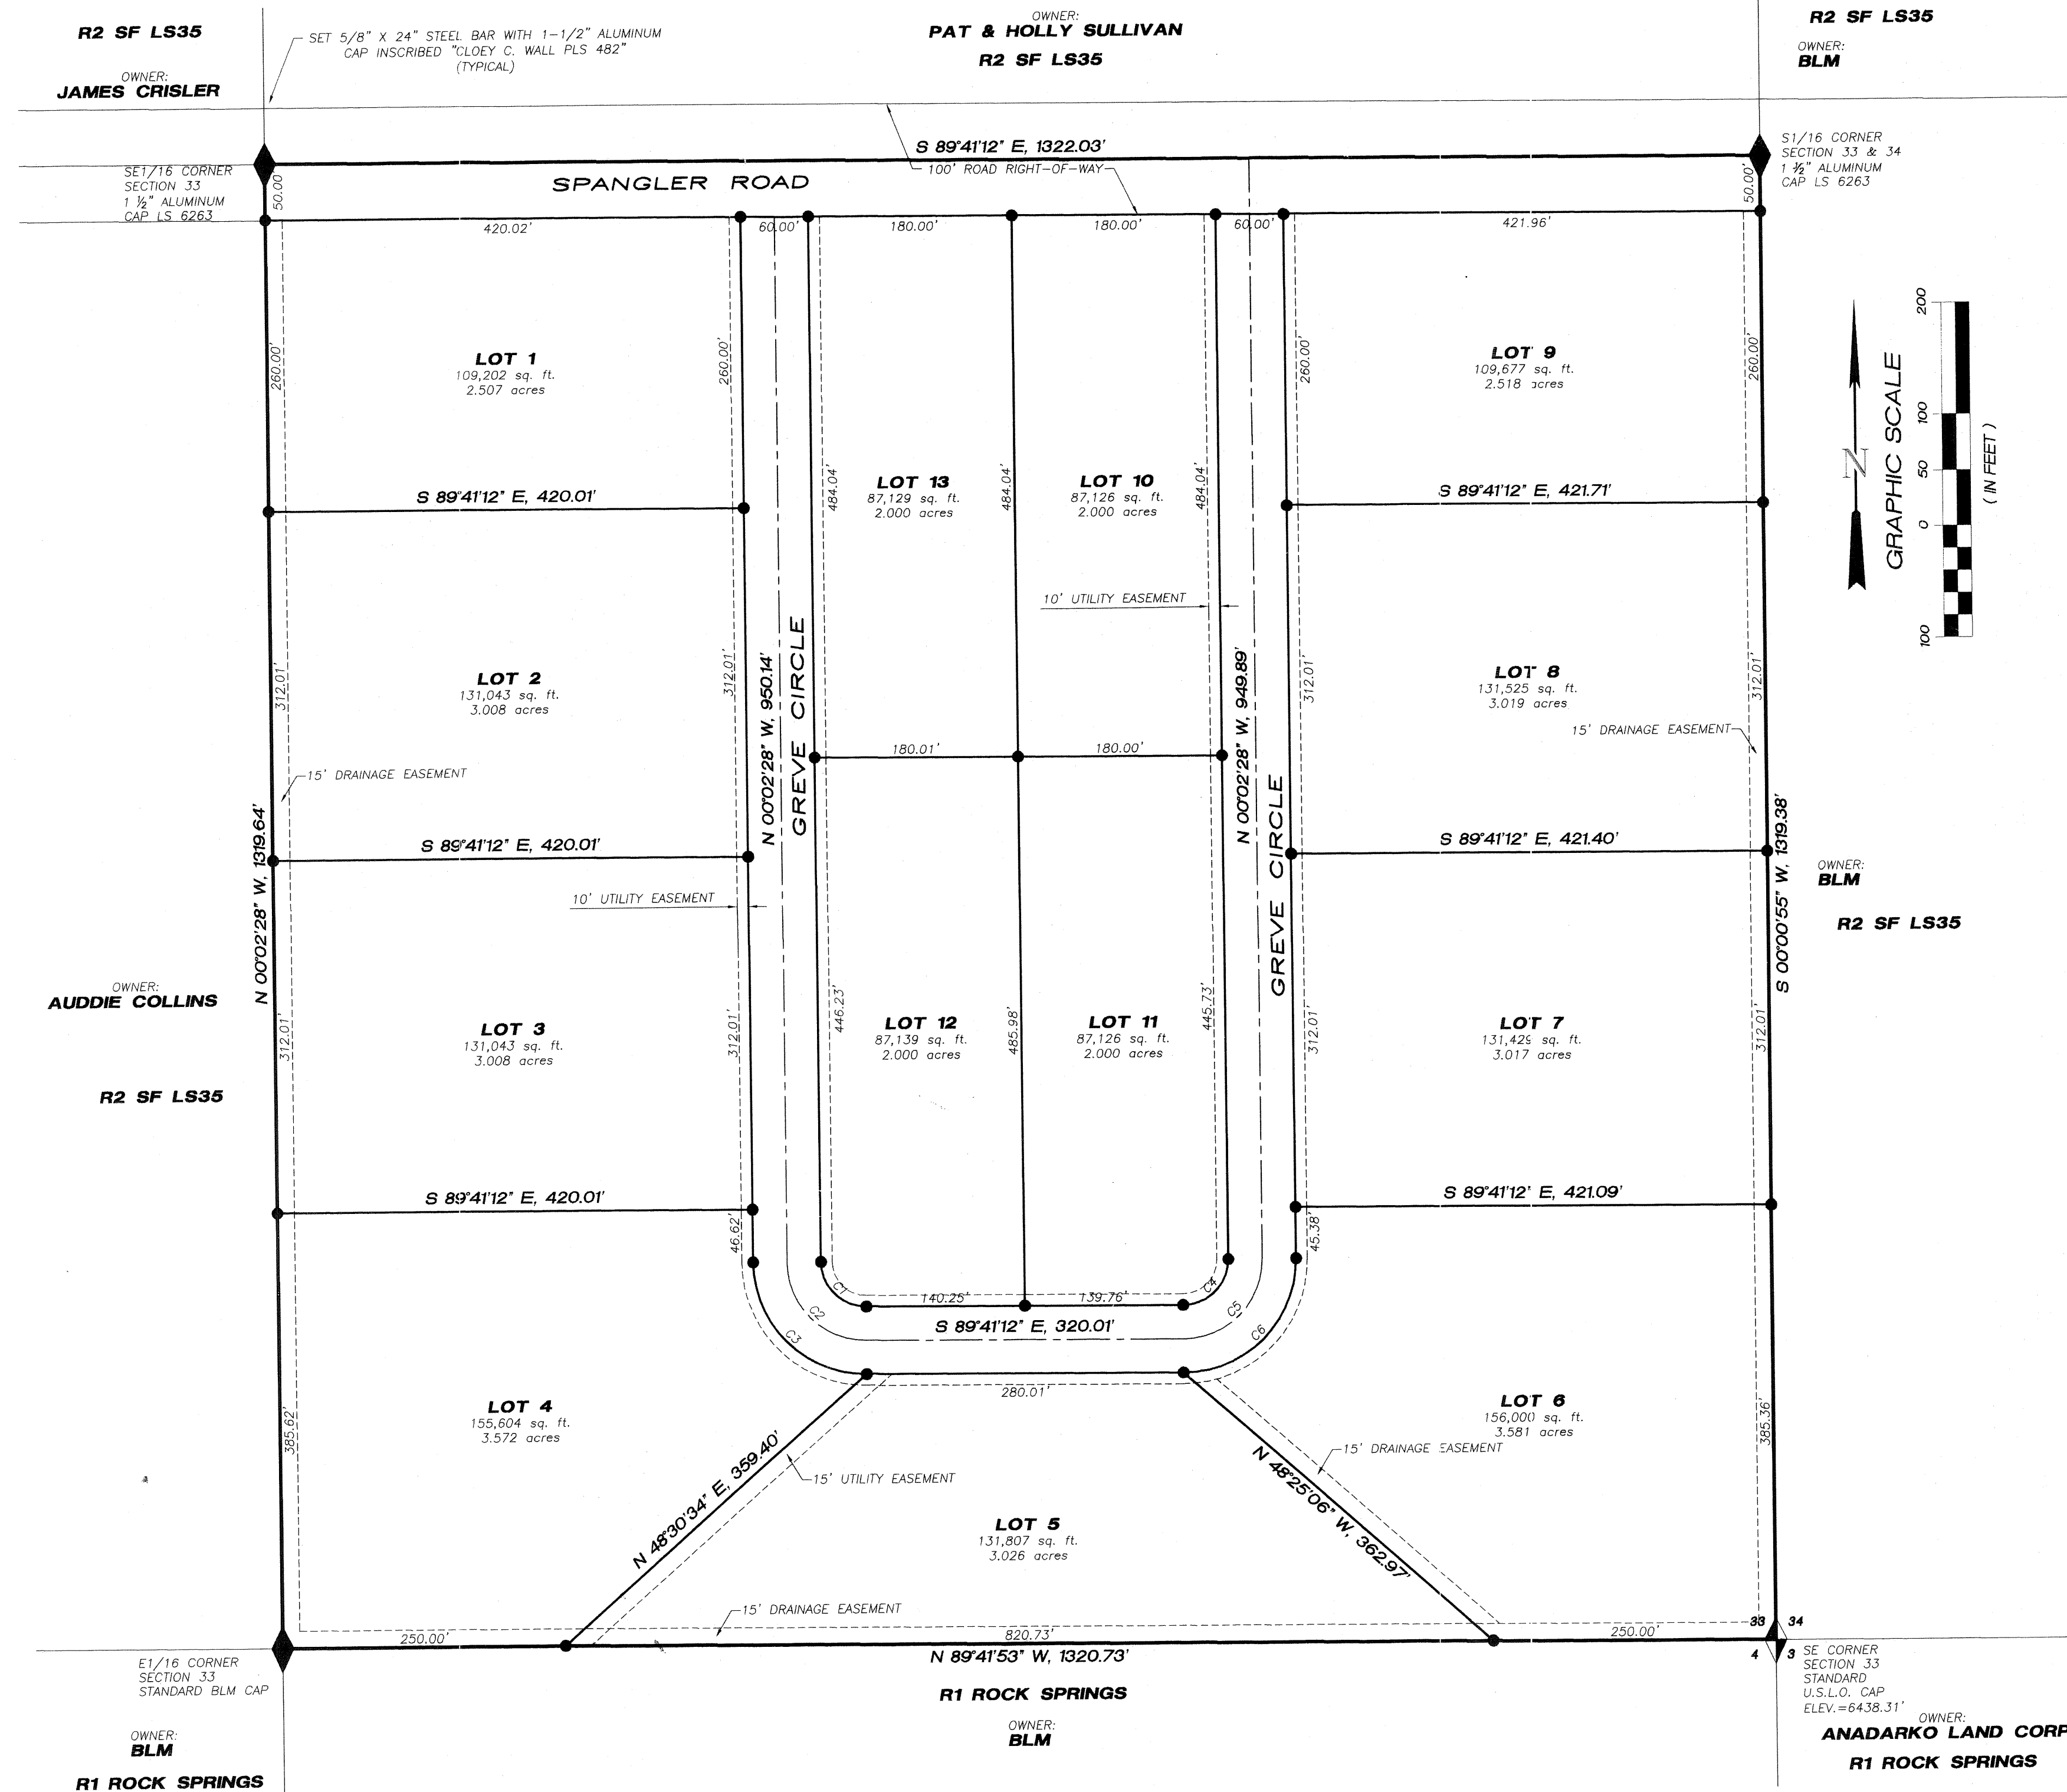 R2 SF LS35
OWNER:
JAMES CRISLER
SET 5/8" X 24" STEEL BAR WITH 1-1/2" ALUMINUM
CAP INSCRIBED "CLOEY C. WALL PLS 482"
(TYPICAL)
OWNER:
PAT & HOLLY SULLIVAN
R2 SF LS35
R2 SF LS35
OWNER:
BLM
S 89°41'12" E, 1322.03'
100' ROAD RIGHT-OF-WAY
SPANGLER ROAD
SE1/16 CORNER
SECTION 33
1 ½" ALUMINUM
CAP LS 6263
50.00'
S1/16 CORNER
SECTION 33 & 34
1 ½" ALUMINUM
CAP LS 6263
50.00'
420.02'
60.00'
180.00'
180.00'
60.00'
421.96'
260.00'
LOT 1
109,202 sq. ft.
2.507 acres
260.00'
260.00'
LOT 9
109,677 sq. ft.
2.518 acres
260.00'
200
100
50
0
100
GRAPHIC SCALE
( IN FEET )
N
484.04'
LOT 13
87,129 sq. ft.
2.000 acres
484.04'
LOT 10
87,126 sq. ft.
2.000 acres
484.04'
S 89°41'12" E, 420.01'
S 89°41'12" E, 421.71'
10' UTILITY EASEMENT
312.01'
LOT 2
131,043 sq. ft.
3.008 acres
312.01'
N 00°02'28" W, 950.14'
GREVE CIRCLE
N 00°02'28" W, 949.89'
GREVE CIRCLE
312.01'
LOT 8
131,525 sq. ft.
3.019 acres
312.01'
15' DRAINAGE EASEMENT
180.01'
180.00'
15' DRAINAGE EASEMENT
N 00°02'28" W, 1319.64'
S 00°00'55" W, 1319.38'
S 89°41'12" E, 420.01'
S 89°41'12" E, 421.40'
10' UTILITY EASEMENT
OWNER:
BLM
R2 SF LS35
OWNER:
AUDDIE COLLINS
R2 SF LS35
312.01'
LOT 3
131,043 sq. ft.
3.008 acres
312.01'
446.23'
LOT 12
87,139 sq. ft.
2.000 acres
485.98'
LOT 11
87,126 sq. ft.
2.000 acres
445.73'
312.01'
LOT 7
131,429 sq. ft.
3.017 acres
312.01'
S 89°41'12" E, 420.01'
S 89°41'12" E, 421.09'
46.62'
45.38'
C1
C2
C3
C4
C5
C6
140.25'
139.76'
S 89°41'12" E, 320.01'
280.01'
385.62'
LOT 4
155,604 sq. ft.
3.572 acres
LOT 6
156,000 sq. ft.
3.581 acres
385.36'
N 48°30'34" E, 359.40'
15' UTILITY EASEMENT
15' DRAINAGE EASEMENT
N 48°25'06" W, 362.97'
LOT 5
131,807 sq. ft.
3.026 acres
15' DRAINAGE EASEMENT
250.00'
820.73'
250.00'
N 89°41'53" W, 1320.73'
33
34
4
3
E1/16 CORNER
SECTION 33
STANDARD BLM CAP
SE CORNER
SECTION 33
STANDARD
U.S.L.O. CAP
ELEV.=6438.31'
R1 ROCK SPRINGS
OWNER:
BLM
OWNER:
BLM
R1 ROCK SPRINGS
OWNER:
ANADARKO LAND CORP
R1 ROCK SPRINGS